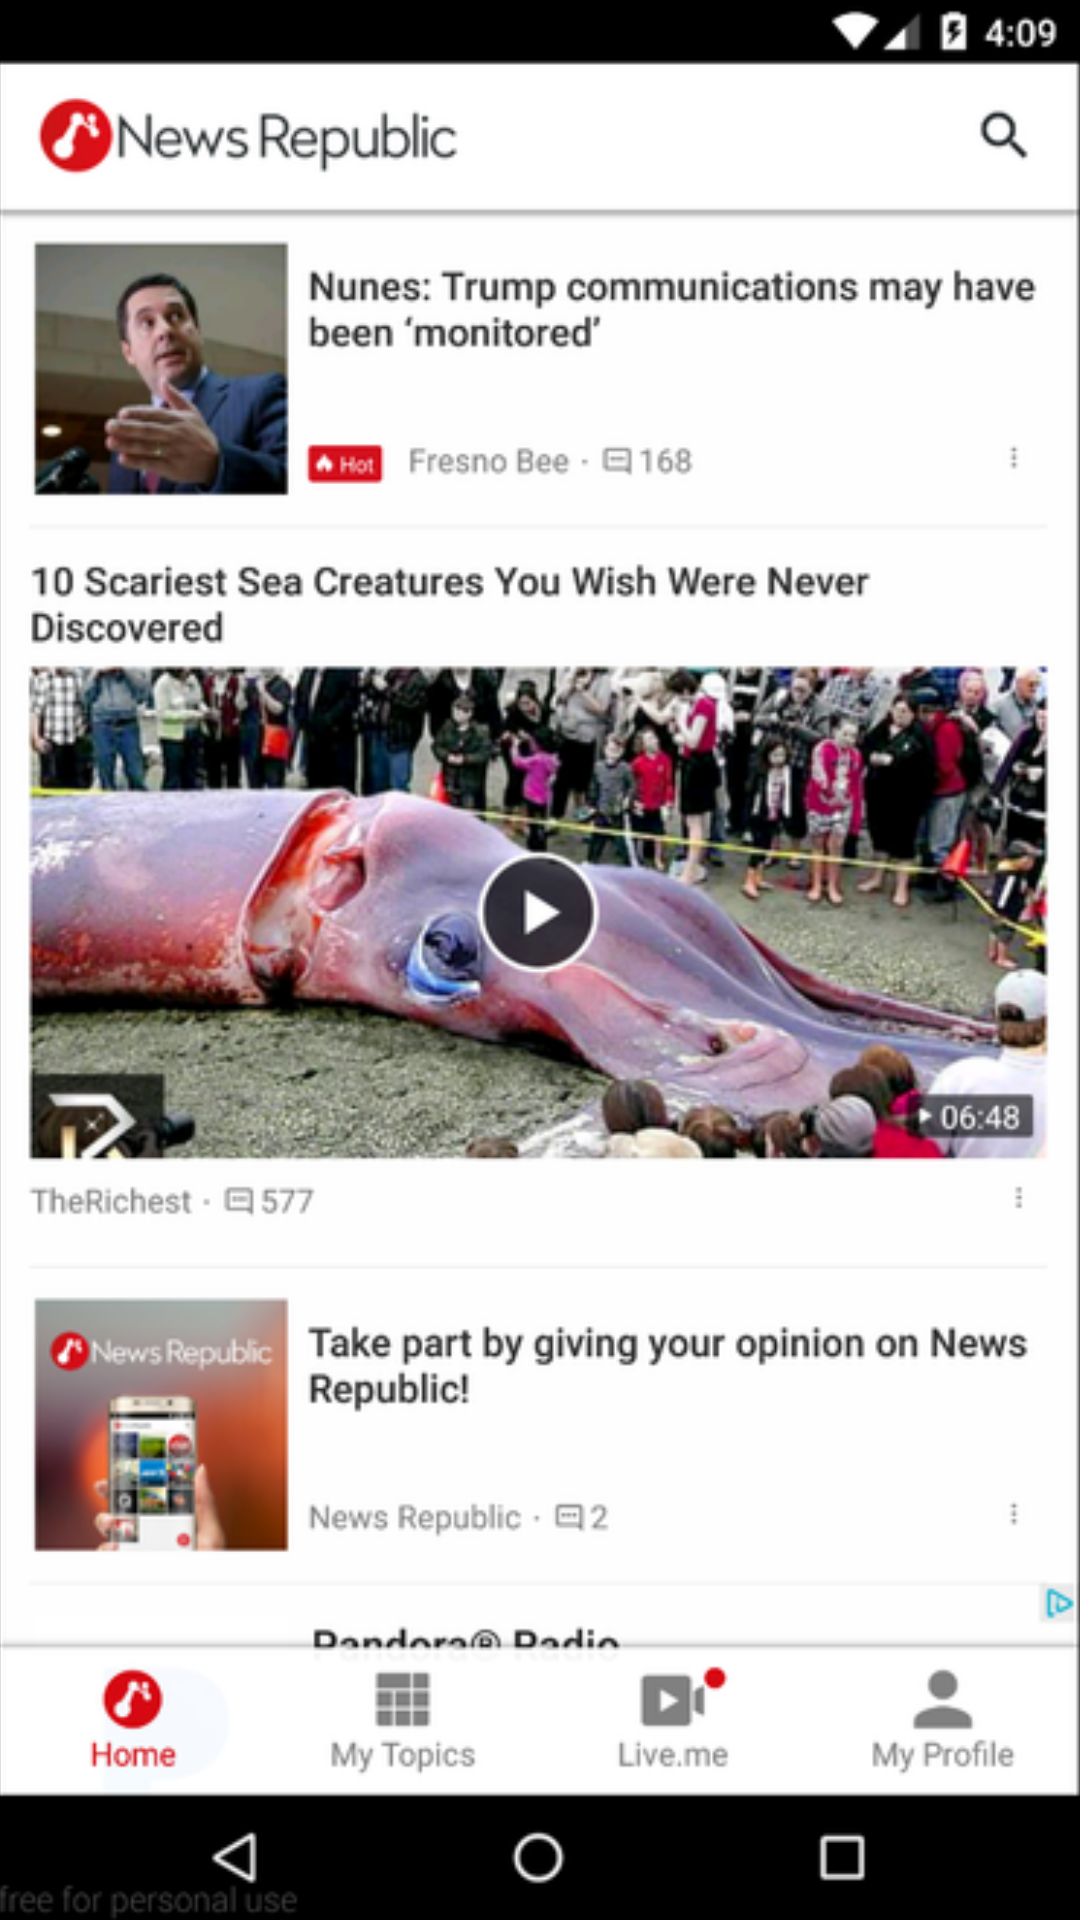 4:09
News Republic
Nunes: Trump communications may have
been ‘monitored’
Hot Fresno Bee · 168
10 Scariest Sea Creatures You Wish Were Never
Discovered
06:48
TheRichest · 577
News Republic
Take part by giving your opinion on News
Republic!
News Republic · 2
Pandora® Radio
Home My Topics Live.me My Profile
free for personal use